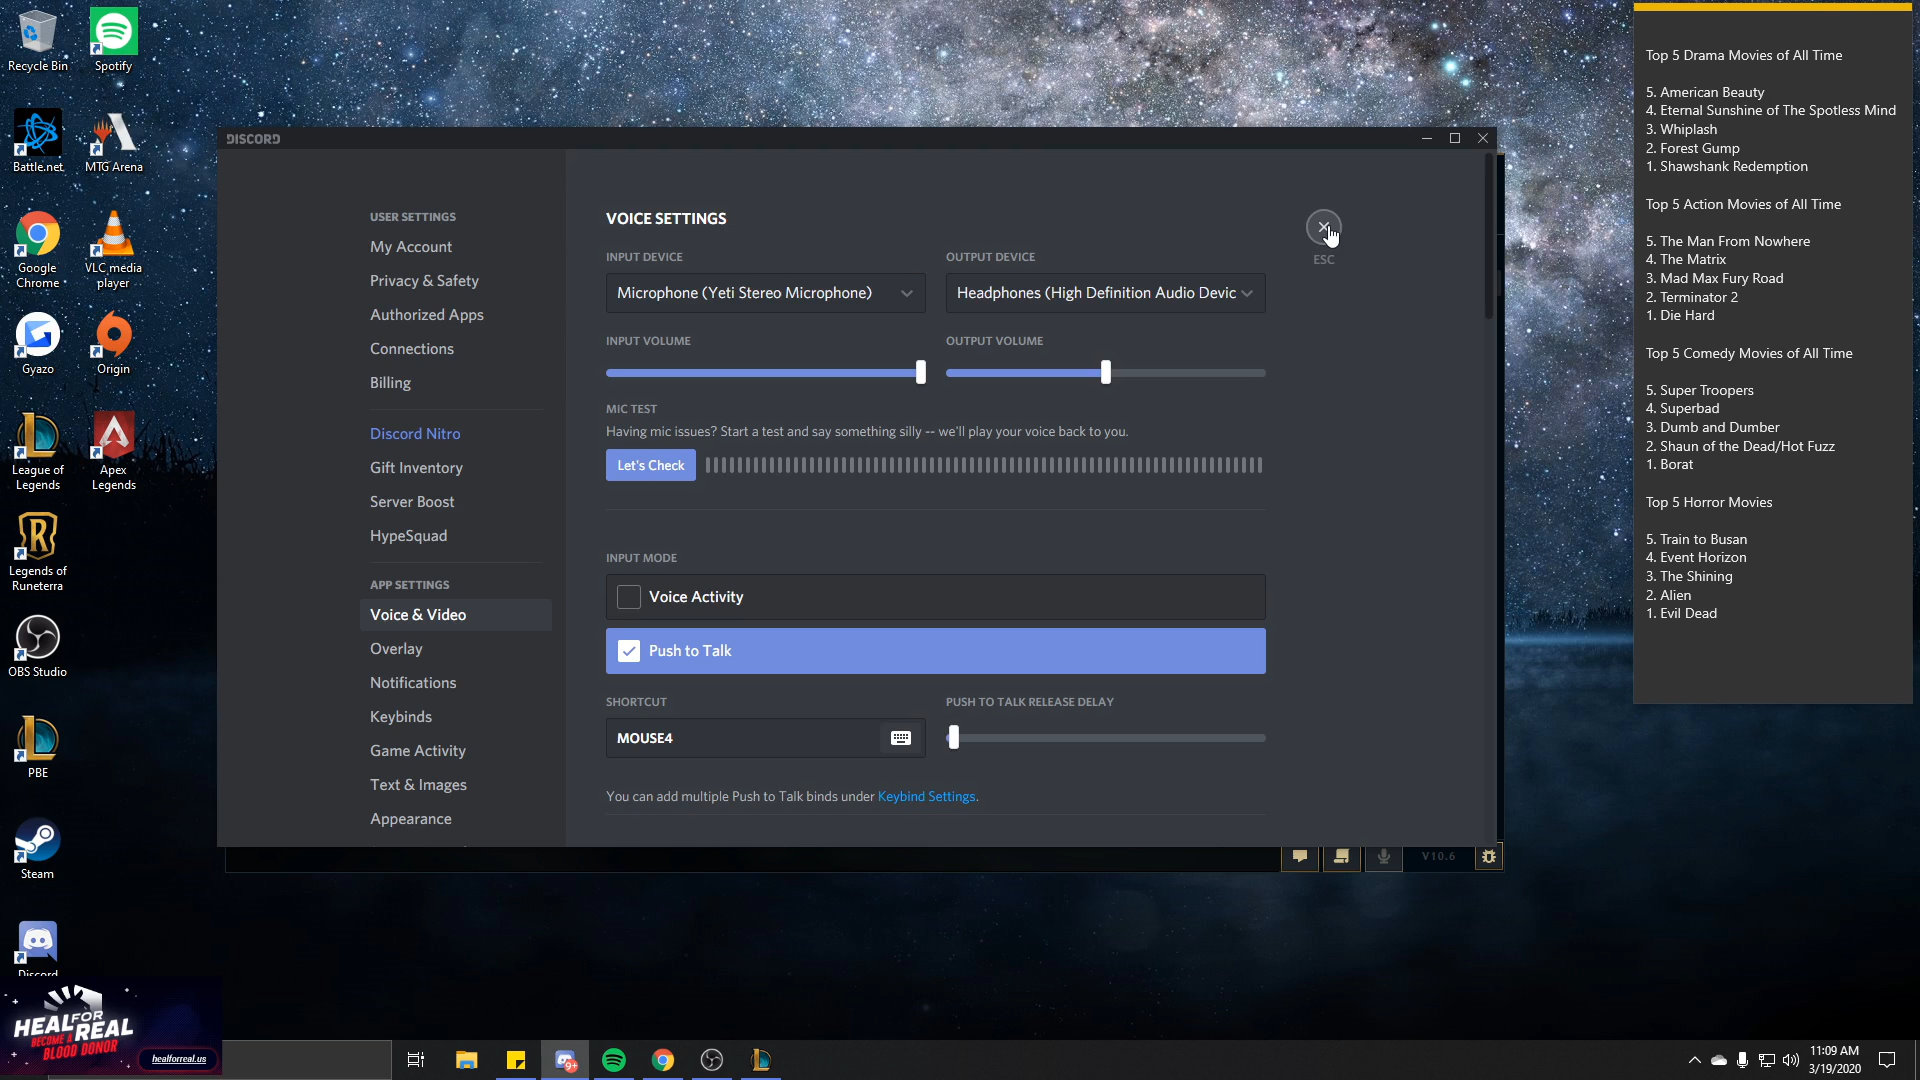 Recycle Bin
Spotify
Battle.net
MTG Arena
Google Chrome
VLC media player
Gyazo
Origin
League of Legends
Apex Legends
Legends of Runeterra
OBS Studio
PBE
Steam
Discord
DISCORD
USER SETTINGS
My Account
Privacy & Safety
Authorized Apps
Connections
Billing
Discord Nitro
Gift Inventory
Server Boost
HypeSquad
APP SETTINGS
Voice & Video
Overlay
Notifications
Keybinds
Game Activity
Text & Images
Appearance
VOICE SETTINGS
ESC
INPUT DEVICE
OUTPUT DEVICE
Microphone (Yeti Stereo Microphone)
Headphones (High Definition Audio Devic
INPUT VOLUME
OUTPUT VOLUME
MIC TEST
Having mic issues? Start a test and say something silly -- we'll play your voice back to you.
Let's Check
INPUT MODE
Voice Activity
Push to Talk
SHORTCUT
PUSH TO TALK RELEASE DELAY
MOUSE4
You can add multiple Push to Talk binds under Keybind Settings.
V10.6
Top 5 Drama Movies of All Time
5. American Beauty
4. Eternal Sunshine of The Spotless Mind
3. Whiplash
2. Forest Gump
1. Shawshank Redemption
Top 5 Action Movies of All Time
5. The Man From Nowhere
4. The Matrix
3. Mad Max Fury Road
2. Terminator 2
1. Die Hard
Top 5 Comedy Movies of All Time
5. Super Troopers
4. Superbad
3. Dumb and Dumber
2. Shaun of the Dead/Hot Fuzz
1. Borat
Top 5 Horror Movies
5. Train to Busan
4. Event Horizon
3. The Shining
2. Alien
1. Evil Dead
HEAL FOR REAL
BECOME A BLOOD DONOR
healforreal.us
9+
11:09 AM
3/19/2020